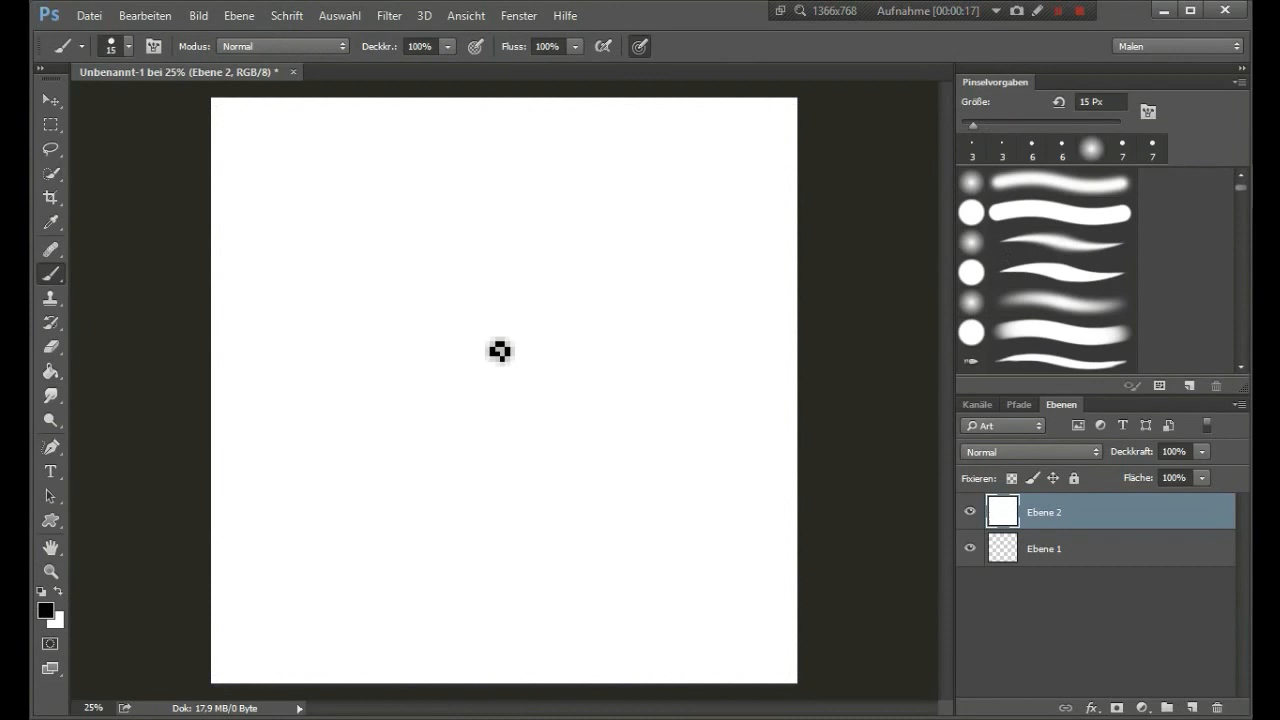 Ps Datei Bearbeiten Bild Ebene Schrift Auswahl Filter 3D Ansicht Fenster Hilfe 1366x768 Aufnahme [00:00:17]
15 Modus: Normal Deckkr.: 100% Fluss: 100% Malen
Unbenannt-1 bei 25% (Ebene 2, RGB/8) * ×
Pinselvorgaben
Größe: 15 Px
3 3 6 6 7 7
Kanäle Pfade Ebenen
Art T
Normal Deckkraft: 100%
Fixieren: Fläche: 100%
Ebene 2
Ebene 1
T
25% Dok: 17,9 MB/0 Byte
fx